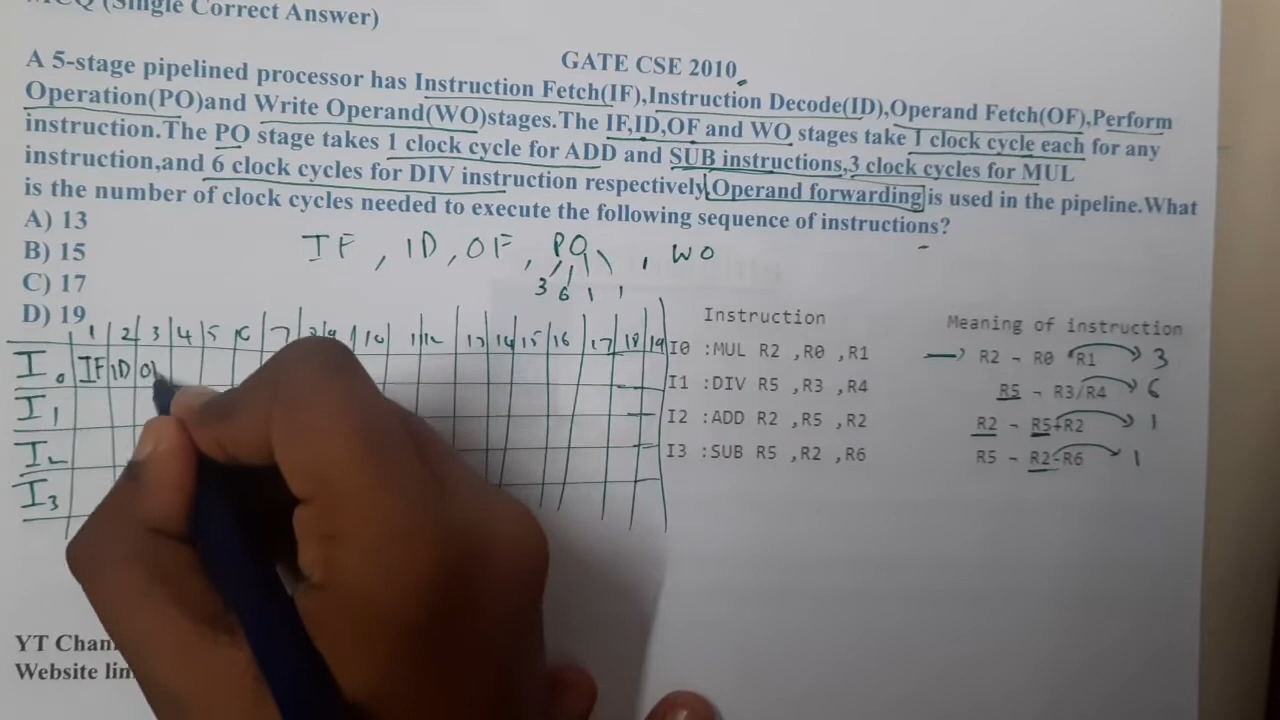 MCQ (Single Correct Answer)
GATE CSE 2010
A 5-stage pipelined processor has Instruction Fetch(IF),Instruction Decode(ID),Operand Fetch(OF),Perform
Operation(PO)and Write Operand(WO)stages.The IF,ID,OF and WO stages take 1 clock cycle each for any
instruction.The PO stage takes 1 clock cycle for ADD and SUB instructions,3 clock cycles for MUL
instruction,and 6 clock cycles for DIV instruction respectively.Operand forwarding is used in the pipeline.What
is the number of clock cycles needed to execute the following sequence of instructions?
A) 13
B) 15
C) 17
D) 19
IF , ID , OF , PO , WO
3 6 1 1
1 2 3 4 5 6 7 8 9 10 11 12 13 14 15 16 17 18 19
I0 IF ID OF
I1
I2
I3
Instruction Meaning of instruction
I0 :MUL R2 ,R0 ,R1 R2 ¬ R0 R1 3
I1 :DIV R5 ,R3 ,R4 R5 ¬ R3/R4 6
I2 :ADD R2 ,R5 ,R2 R2 ¬ R5+R2 1
I3 :SUB R5 ,R2 ,R6 R5 ¬ R2-R6 1
YT Chan
Website lin